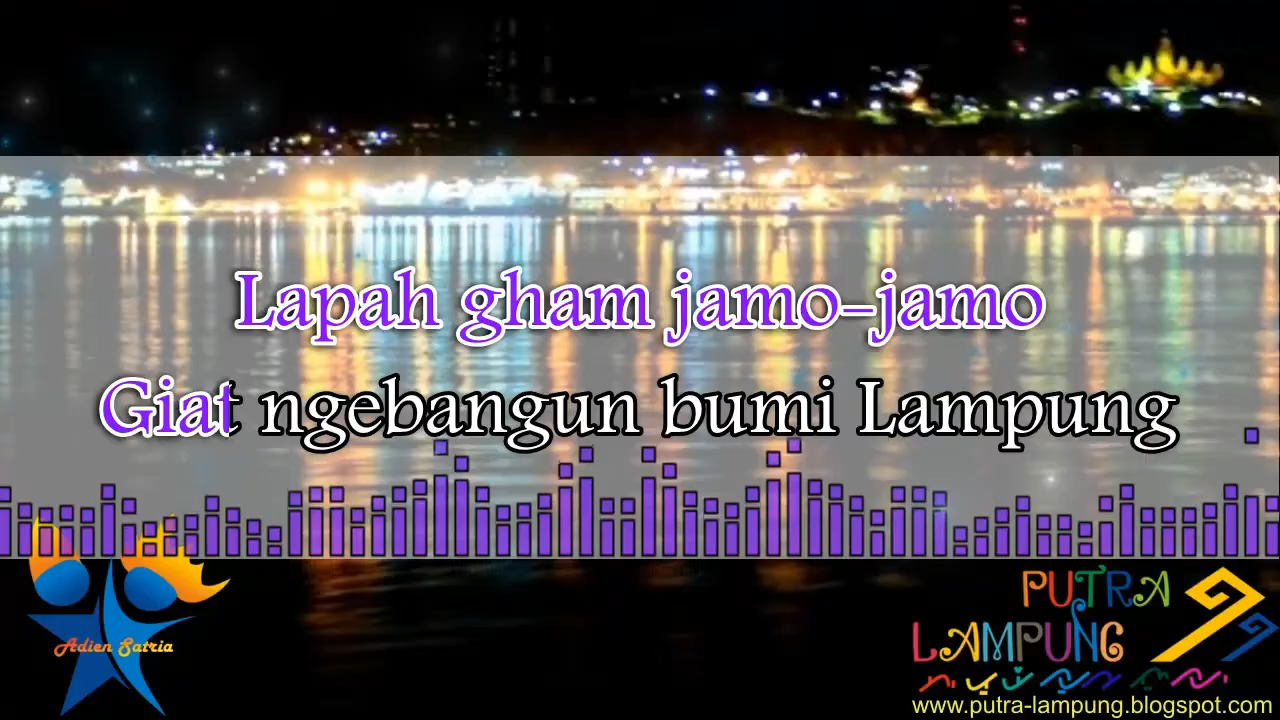 Lapah gham jamo-jamo
Giat ngebangun bumi Lampung
Adien Satria
PUTRA
LAMPUNG
www.putra-lampung.blogspot.com